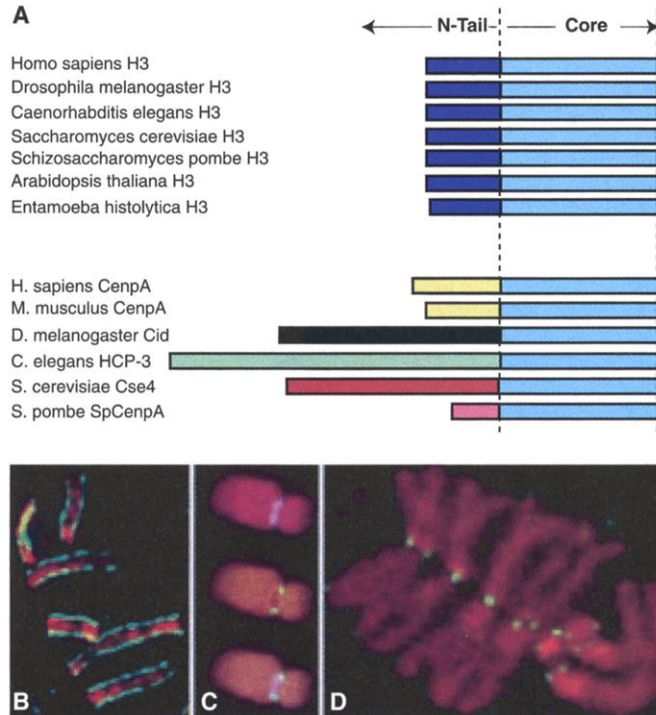 A
N-Tail Core
Homo sapiens H3
Drosophila melanogaster H3
Caenorhabditis elegans H3
Saccharomyces cerevisiae H3
Schizosaccharomyces pombe H3
Arabidopsis thaliana H3
Entamoeba histolytica H3
H. sapiens CenpA
M. musculus CenpA
D. melanogaster Cid
C. elegans HCP-3
S. cerevisiae Cse4
S. pombe SpCenpA
B C D